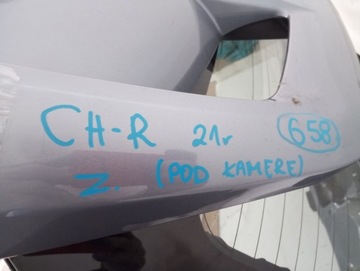 CH-R 21r 658
Z. (POD KAMERE)